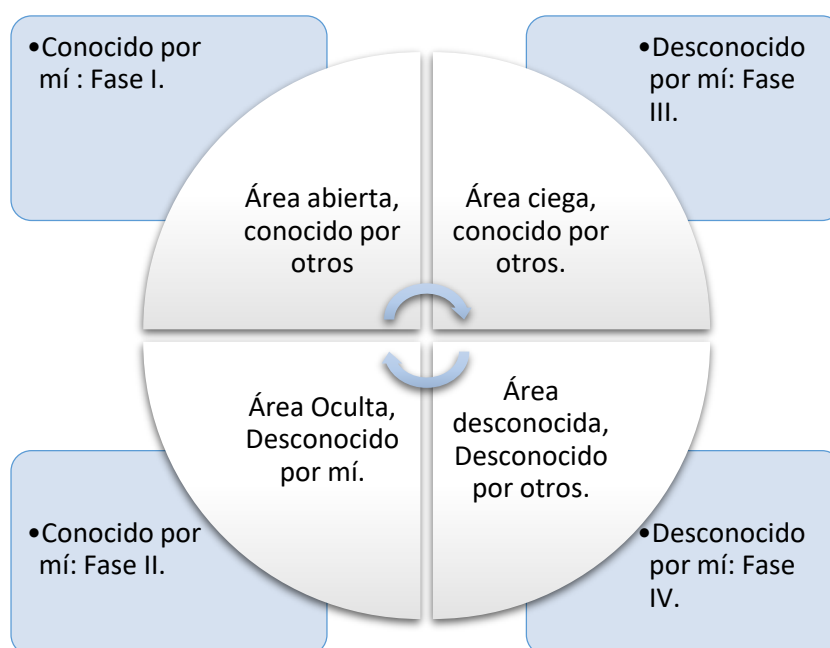 •Conocido por
mí : Fase I.
•Desconocido
por mí: Fase
III.
Área abierta,
conocido por
otros
Área ciega,
conocido por
otros.
Área Oculta,
Desconocido
por mí.
Área
desconocida,
Desconocido
por otros.
•Conocido por
mí: Fase II.
•Desconocido
por mí: Fase
IV.